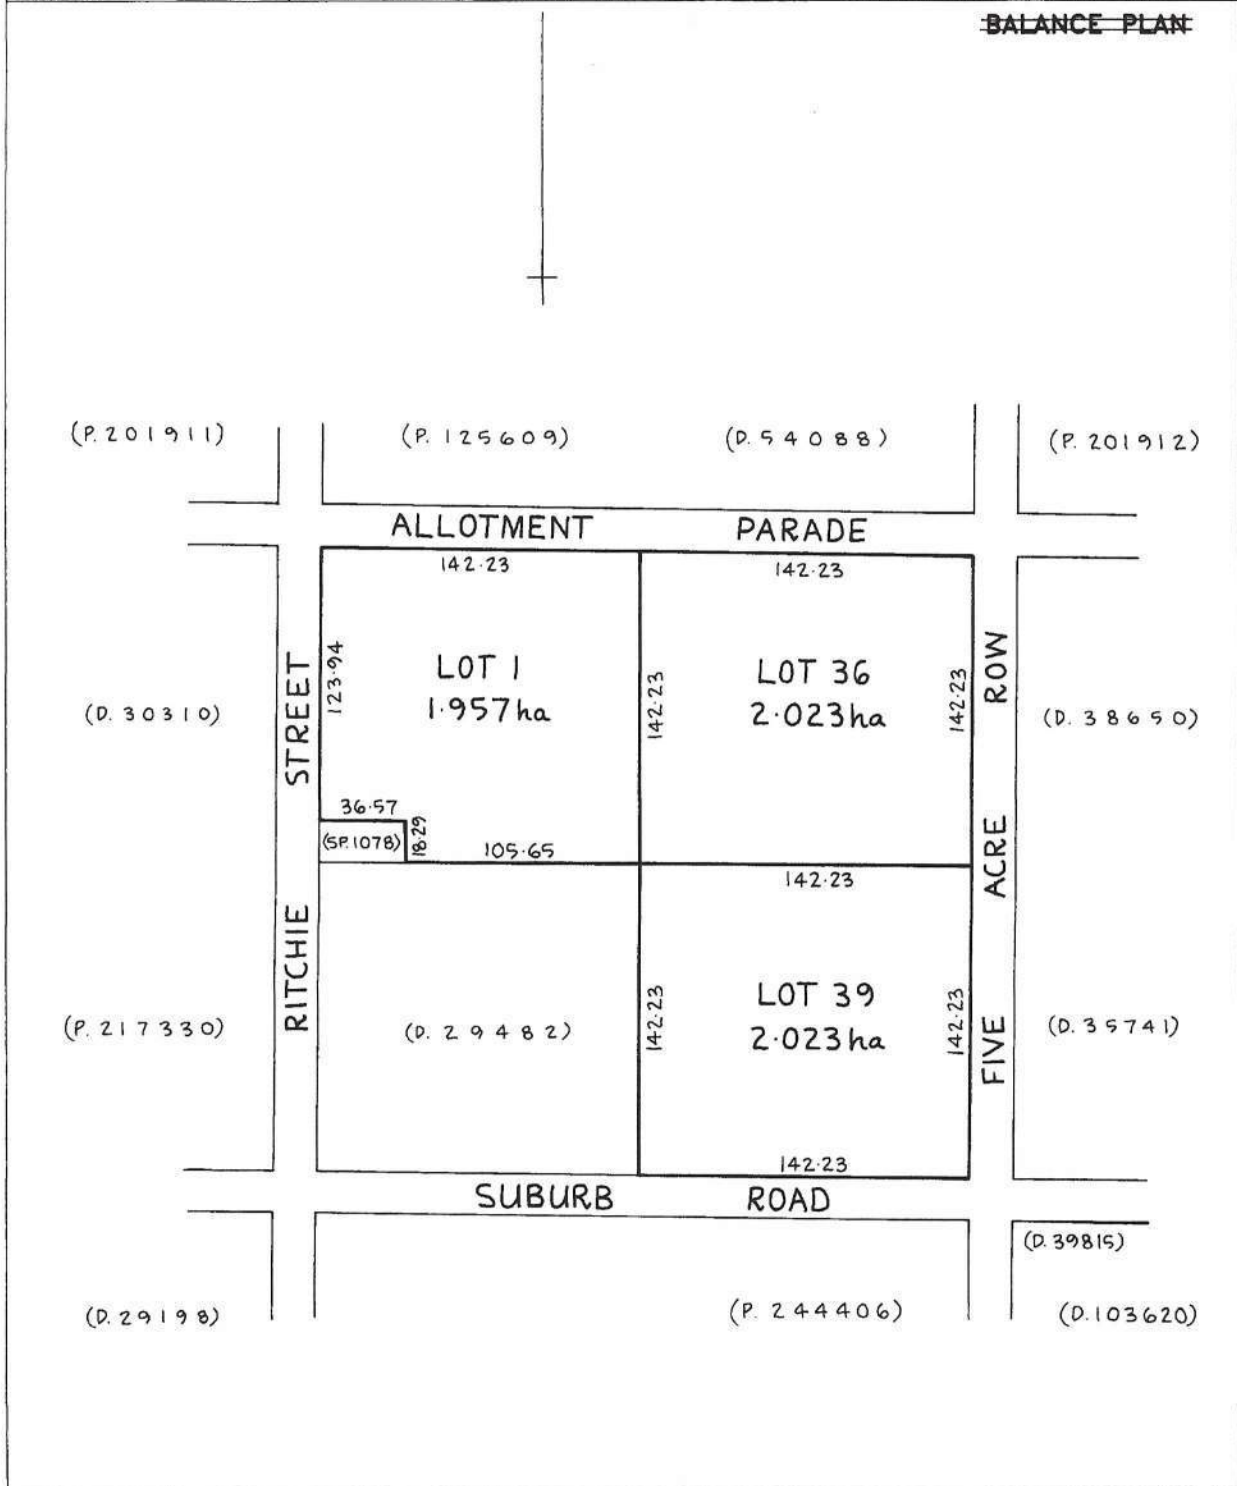 BALANCE PLAN
(P. 201911)
(P. 125609)
(D. 54088)
(P. 201912)
ALLOTMENT PARADE
142·23
142·23
STREET
123·94
LOT 1
1·957ha
142·23
LOT 36
2·023ha
142·23
ROW
(D. 30310)
(D. 38650)
36·57
(SP.1078)
18·29
105·65
142·23
ACRE
RITCHIE
(P. 217330)
(D. 29482)
142·23
LOT 39
2·023ha
142·23
FIVE
(D. 35741)
142·23
SUBURB ROAD
(D. 39815)
(D. 29198)
(P. 244406)
(D.103620)